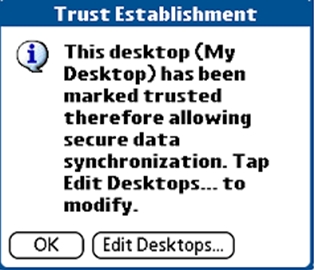 Trust Establishment
This desktop (My
Desktop) has been
marked trusted
therefore allowing
secure data
synchronization. Tap
Edit Desktops... to
modify.
OK
Edit Desktops...